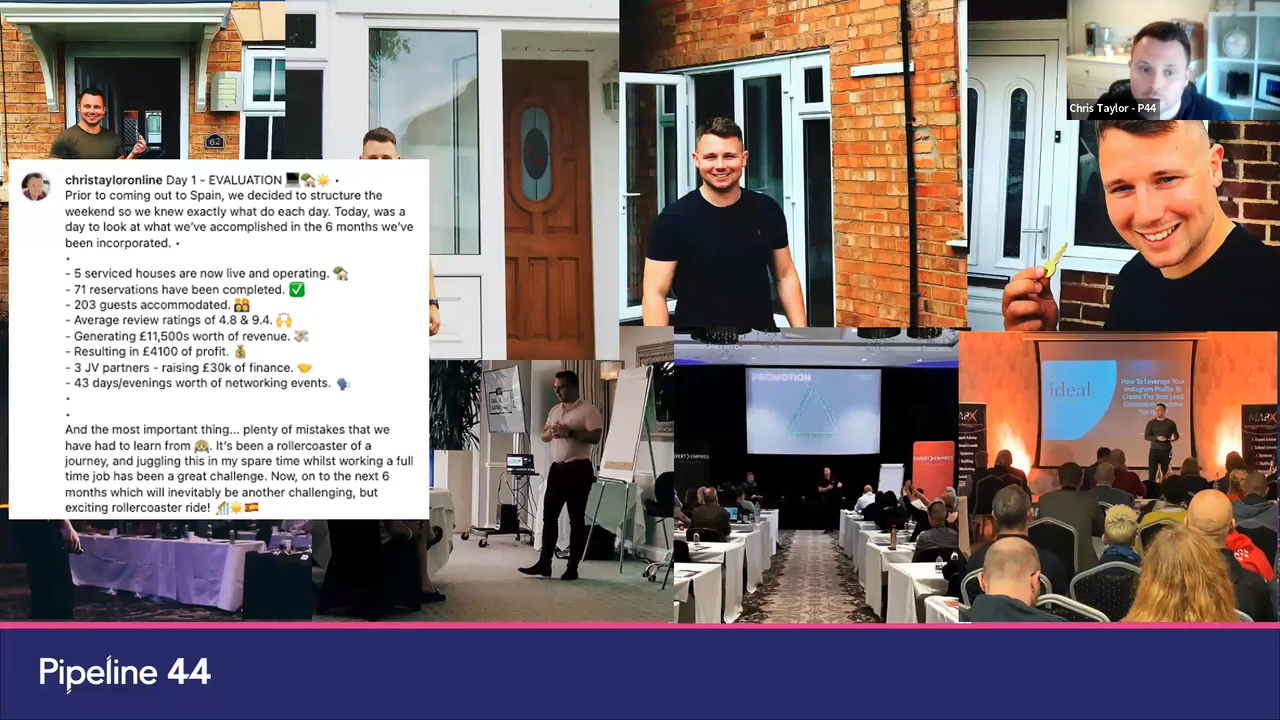 62
Chris Taylor - P44
christayloronline Day 1 - EVALUATION 💻🏡☀️ •
Prior to coming out to Spain, we decided to structure the
weekend so we knew exactly what do each day. Today, was a
day to look at what we've accomplished in the 6 months we've
been incorporated. •
•
- 5 serviced houses are now live and operating. 🏡
- 71 reservations have been completed. ✅
- 203 guests accommodated. 👨‍👩‍👧‍👦
- Average review ratings of 4.8 & 9.4. 🙌
- Generating £11,500s worth of revenue. 💸
- Resulting in £4100 of profit. 💰
- 3 JV partners - raising £30k of finance. 🤝
- 43 days/evenings worth of networking events. 🗣️
•
•
And the most important thing... plenty of mistakes that we
have had to learn from 🙈. It's been a rollercoaster of a
journey, and juggling this in my spare time whilst working a full
time job has been a great challenge. Now, on to the next 6
months which will inevitably be another challenging, but
exciting rollercoaster ride! 📈☀️🇪🇸
PROMOTION
EXPERT EMPIRES
EXPERT EMPIRES
ideal
How To Leverage Your
Instagram Profile To
Create The Best Lead
Generation Machine
You
Pipeline 44